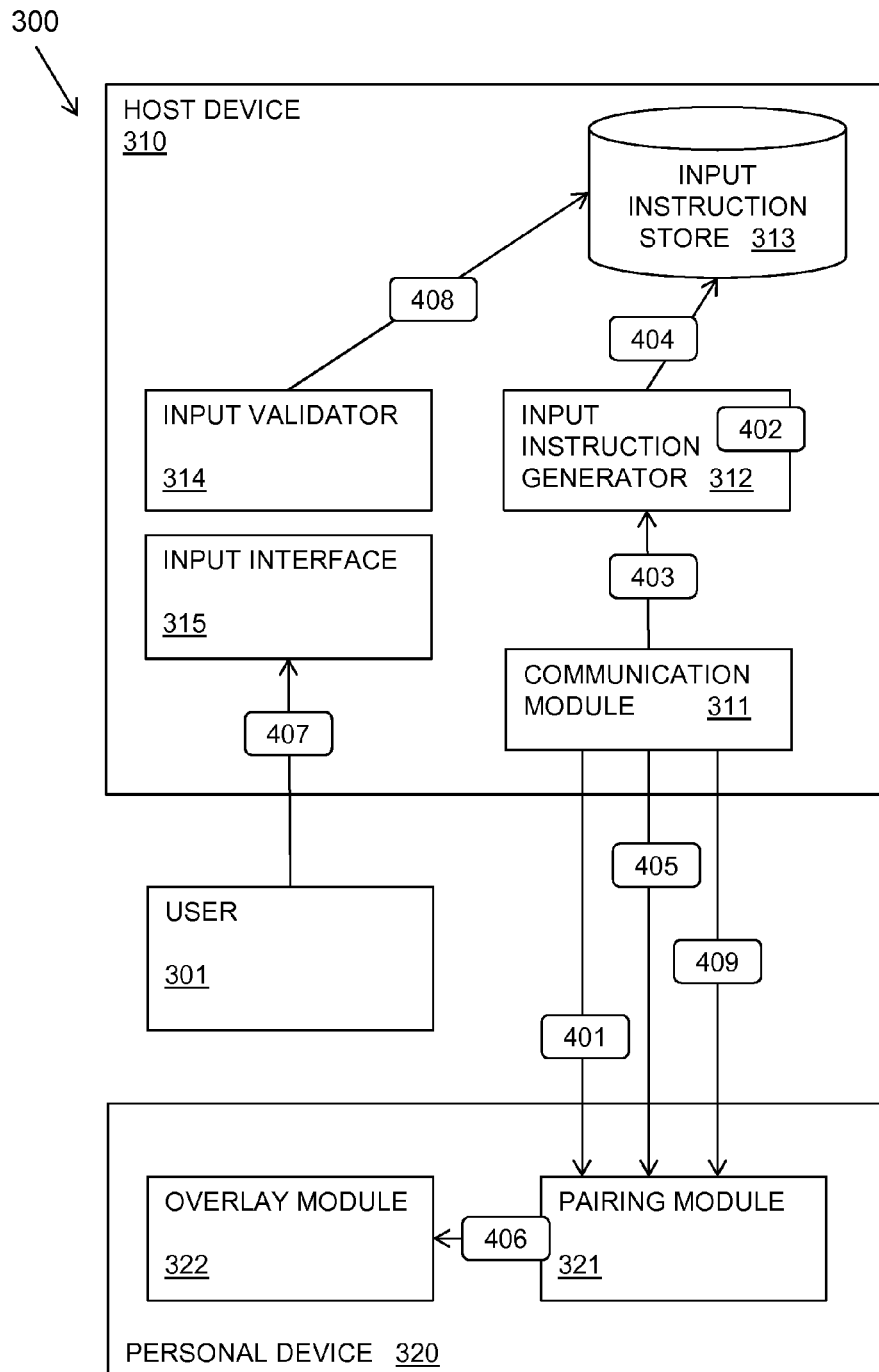 300
HOST DEVICE
310
INPUT
INSTRUCTION
STORE 313
408
404
INPUT VALIDATOR
314
INPUT
INSTRUCTION
GENERATOR 312
402
INPUT INTERFACE
315
403
COMMUNICATION
MODULE 311
407
405
USER
301
409
401
OVERLAY MODULE
322
406
PAIRING MODULE
321
PERSONAL DEVICE 320